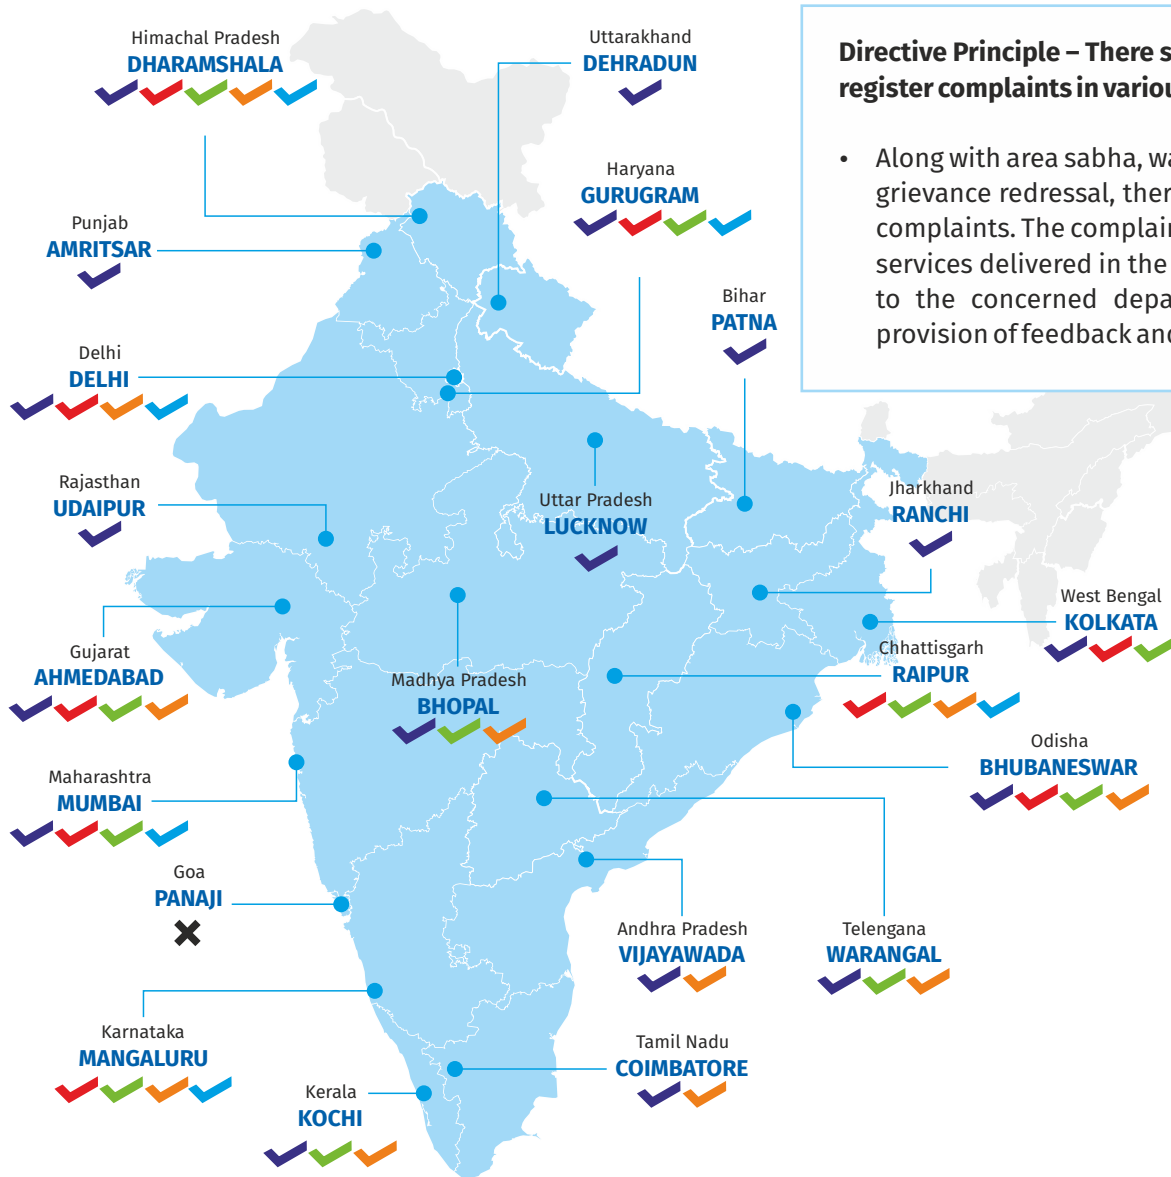 Himachal Pradesh
DHARAMSHALA
Uttarakhand
DEHRADUN
Directive Principle – There s
register complaints in variou
• Along with area sabha, wa
grievance redressal, ther
complaints. The complain
services delivered in the
to the concerned depa
provision of feedback and
Haryana
GURUGRAM
Punjab
AMRITSAR
Bihar
PATNA
Delhi
DELHI
Rajasthan
UDAIPUR
Uttar Pradesh
LUCKNOW
Jharkhand
RANCHI
West Bengal
KOLKATA
Gujarat
AHMEDABAD
Madhya Pradesh
BHOPAL
Chhattisgarh
RAIPUR
Odisha
BHUBANESWAR
Maharashtra
MUMBAI
Goa
PANAJI
Andhra Pradesh
VIJAYAWADA
Telengana
WARANGAL
Karnataka
MANGALURU
Tamil Nadu
COIMBATORE
Kerala
KOCHI